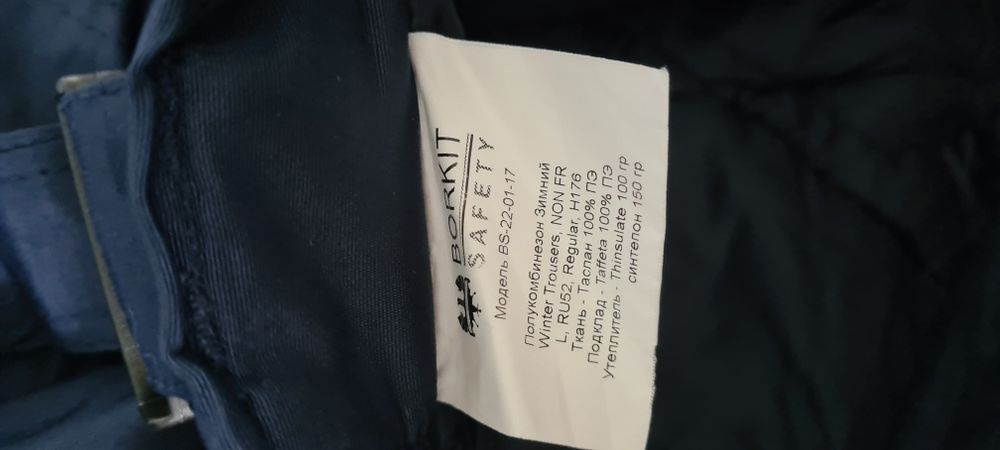 BORKIT
SAFETY
Модель BS-22-01-17
Полукомбинезон Зимний
Winter Trousers, NON FR
L, RU52, Regular, H176
Ткань - Таслан 100% ПЭ
Подклад - Taffeta 100% ПЭ
Утеплитель - Thinsulate 100 гр
синтепон 150 гр